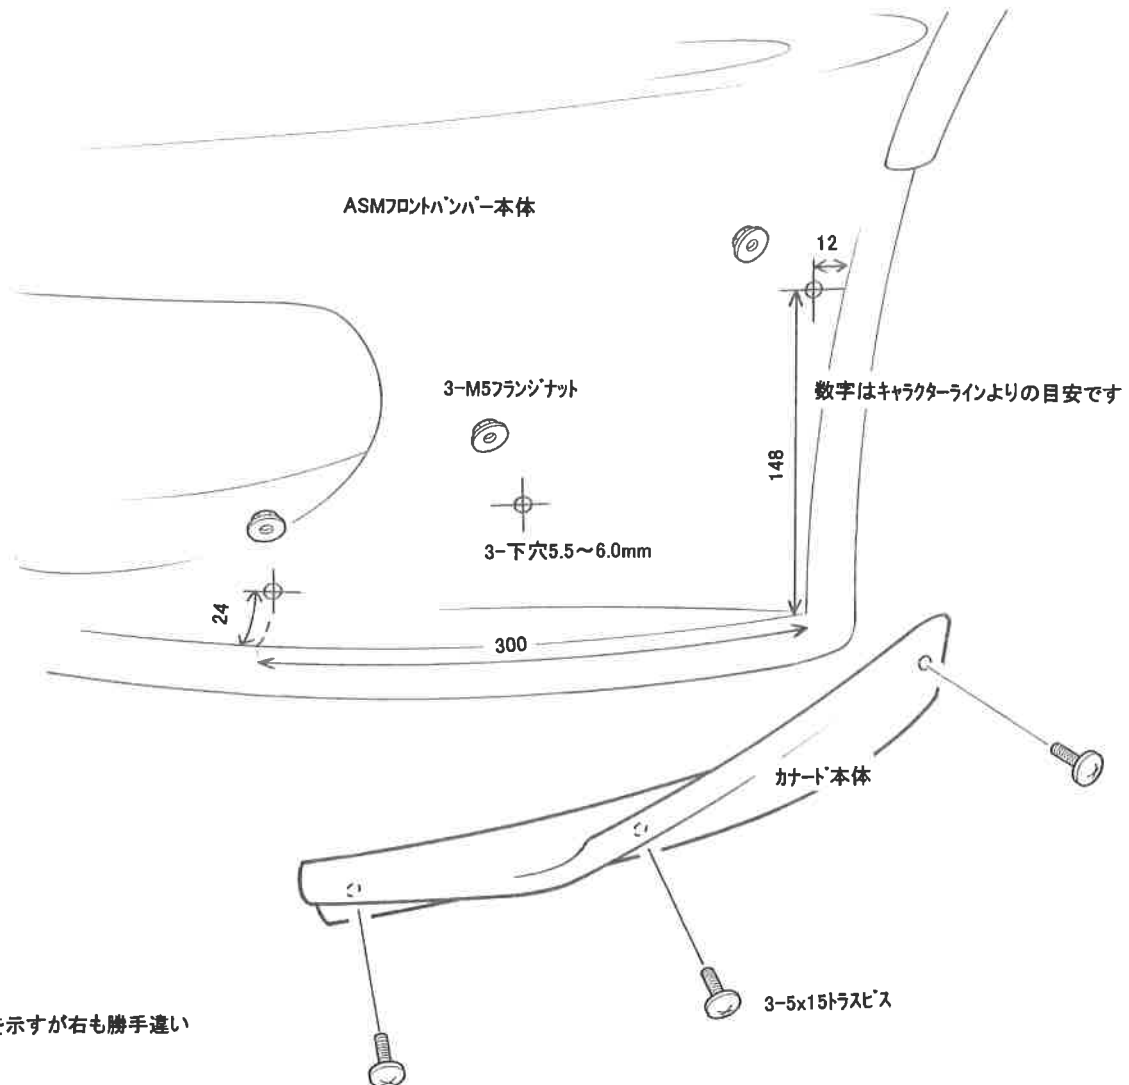 ASMフロントバンパー本体
12
3-M5フランジナット
数字はキャラクターラインよりの目安です
148
3-下穴5.5～6.0mm
24
300
カナード本体
3-5x15トラスビス
を示すが右も勝手違い